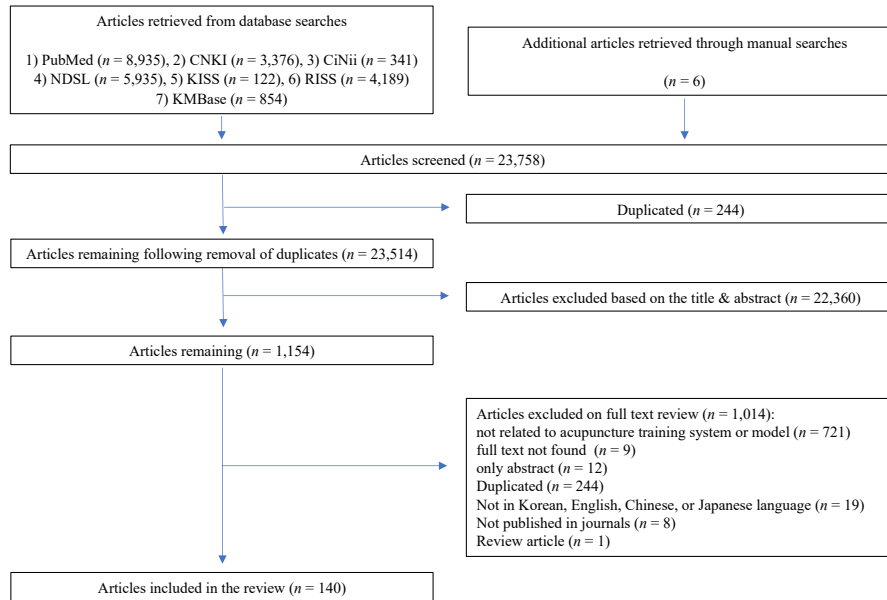 Articles retrieved from database searches
1) PubMed (n = 8,935), 2) CNKI (n = 3,376), 3) CiNii (n = 341)
4) NDSL (n = 5,935), 5) KISS (n = 122), 6) RISS (n = 4,189)
7) KMBase (n = 854)
Additional articles retrieved through manual searches
(n = 6)
Articles screened (n = 23,758)
Duplicated (n = 244)
Articles remaining following removal of duplicates (n = 23,514)
Articles excluded based on the title & abstract (n = 22,360)
Articles remaining (n = 1,154)
Articles excluded on full text review (n = 1,014):
not related to acupuncture training system or model (n = 721)
full text not found (n = 9)
only abstract (n = 12)
Duplicated (n = 244)
Not in Korean, English, Chinese, or Japanese language (n = 19)
Not published in journals (n = 8)
Review article (n = 1)
Articles included in the review (n = 140)